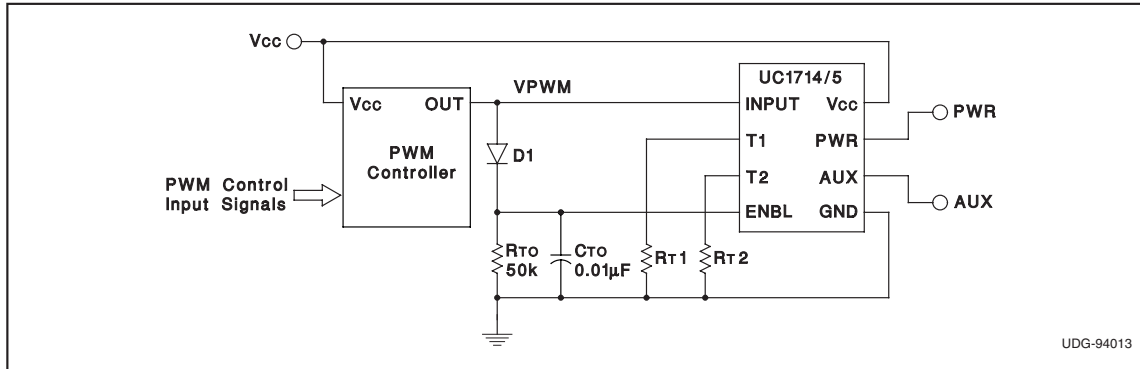 Vcc
VPWM
UC1714/5
Vcc OUT
INPUT Vcc
PWM
Controller
D1
T1 PWR
PWR
T2 AUX
AUX
PWM Control
Input Signals
ENBL GND
RTO
50k
CTO
0.01µF
RT1
RT2
UDG-94013